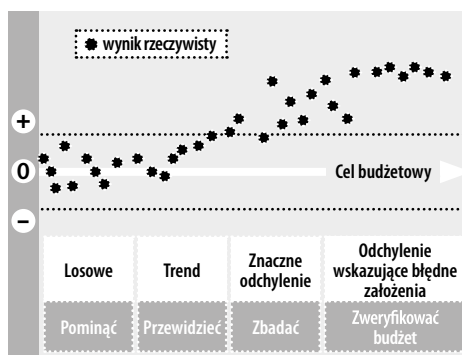 wynik rzeczywisty
+
0
Cel budżetowy
−
Losowe
Trend
Znaczne
odchylenie
Odchylenie
wskazujące błędne
założenia
Pominąć
Przewidzieć
Zbadać
Zweryfikować
budżet